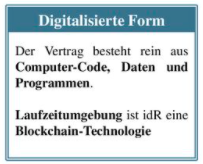 Digitalisierte Form
Der Vertrag besteht rein aus
Computer-Code, Daten und
Programmen.
Laufzeitumgebung ist idR eine
Blockchain-Technologie